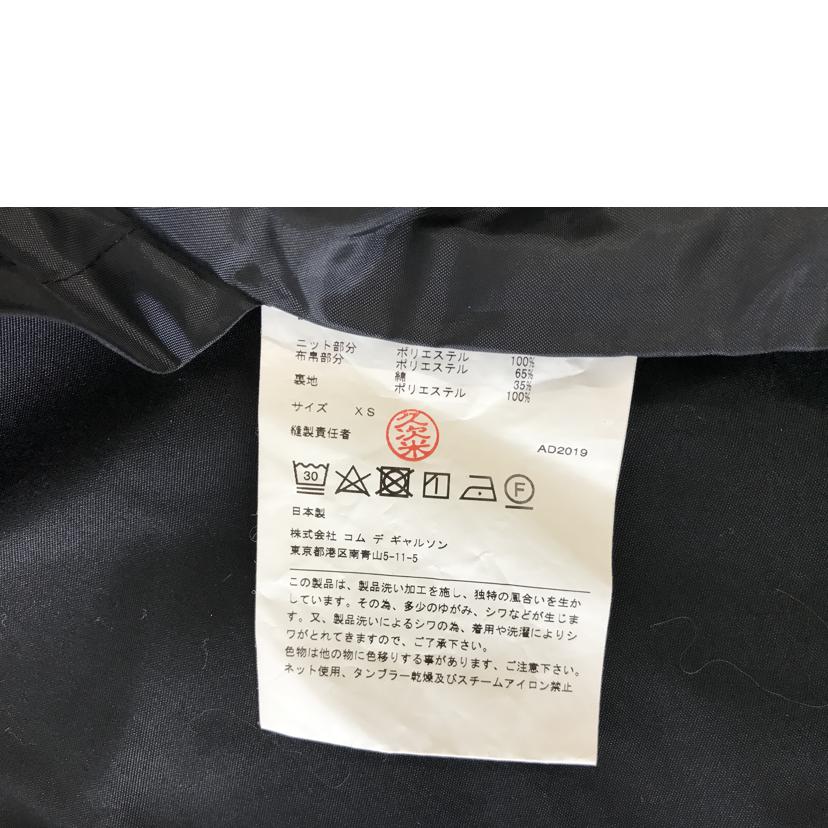 ニット部分 ポリエステル 100%
布帛部分 ポリエステル 65%
綿 35%
裏地 ポリエステル 100%
サイズ XS
縫製責任者 久次米 AD2019
30 F
日本製
株式会社 コム デ ギャルソン
東京都港区南青山5-11-5
この製品は、製品洗い加工を施し、独特の風合いを生か
しています。その為、多少のゆがみ、シワなどが生じま
す。又、製品洗いによるシワの為、着用や洗濯によりシ
ワがとれてきますので、ご了承下さい。
色物は他の物に色移りする事があります、ご注意下さい。
ネット使用、タンブラー乾燥及びスチームアイロン禁止